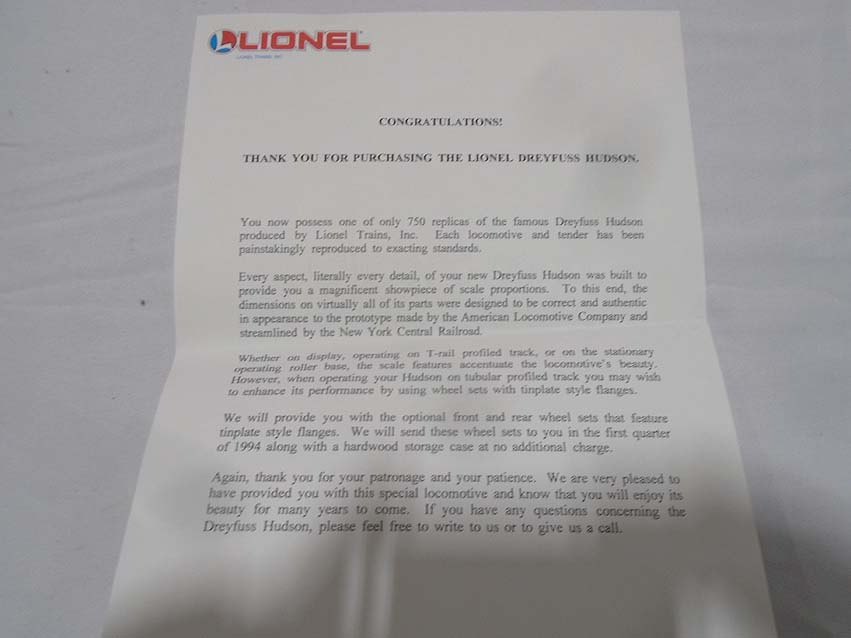 LIONEL
LIONEL TRAINS, INC.
CONGRATULATIONS!
THANK YOU FOR PURCHASING THE LIONEL DREYFUSS HUDSON.
You now possess one of only 750 replicas of the famous Dreyfuss Hudson
produced by Lionel Trains, Inc. Each locomotive and tender has been
painstakingly reproduced to exacting standards.
Every aspect, literally every detail, of your new Dreyfuss Hudson was built to
provide you a magnificent showpiece of scale proportions. To this end, the
dimensions on virtually all of its parts were designed to be correct and authentic
in appearance to the prototype made by the American Locomotive Company and
streamlined by the New York Central Railroad.
Whether on display, operating on T-rail profiled track, or on the stationary
operating roller base, the scale features accentuate the locomotive's beauty.
However, when operating your Hudson on tubular profiled track you may wish
to enhance its performance by using wheel sets with tinplate style flanges.
We will provide you with the optional front and rear wheel sets that feature
tinplate style flanges. We will send these wheel sets to you in the first quarter
of 1994 along with a hardwood storage case at no additional charge.
Again, thank you for your patronage and your patience. We are very pleased to
have provided you with this special locomotive and know that you will enjoy its
beauty for many years to come. If you have any questions concerning the
Dreyfuss Hudson, please feel free to write to us or to give us a call.